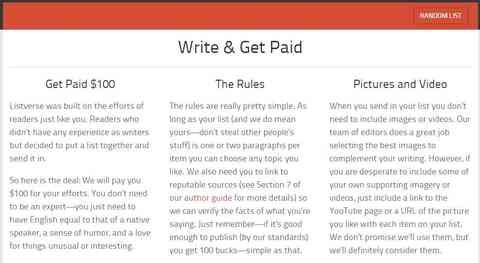 RANDOM LIST
Write & Get Paid
Get Paid $100
Listverse was built on the efforts of
readers just like you. Readers who
didn't have any experience as writers
but decided to put a list together and
send it in.
So here is the deal: We will pay you
$100 for your efforts. You don't need
to be an expert—you just need to
have English equal to that of a native
speaker, a sense of humor, and a love
for things unusual or interesting.
The Rules
The rules are really pretty simple. As
long as your list (and we do mean
yours—don't steal other people's
stuff) is one or two paragraphs per
item you can choose any topic you
like. We also need you to link to
reputable sources (see Section 7 of
our author guide for more details) so
we can verify the facts of what you're
saying. Just remember—if it's good
enough to publish (by our standards)
you get 100 bucks—simple as that.
Pictures and Video
When you send in your list you don't
need to include images or videos. Our
team of editors does a great job
selecting the best images to
complement your writing. However, if
you are desperate to include some of
your own supporting imagery or
videos, just include a link to the
YouTube page or a URL of the picture
you like with each item on your list.
We don't promise we'll use them, but
we'll definitely consider them.